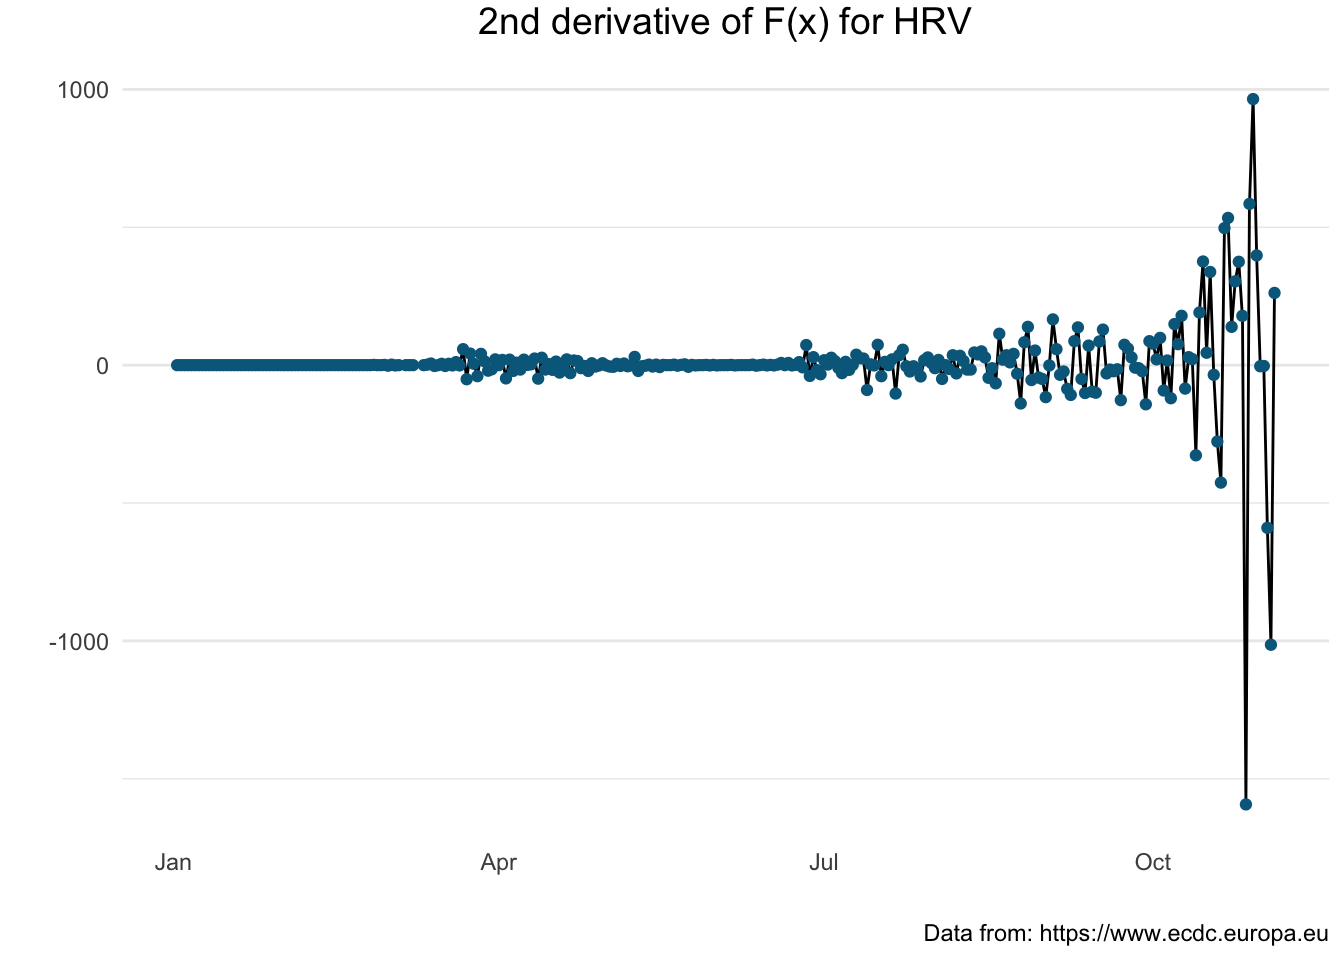 2nd derivative of F(x) for HRV
1000
0
-1000
Jan Apr Jul Oct
Data from: https://www.ecdc.europa.eu